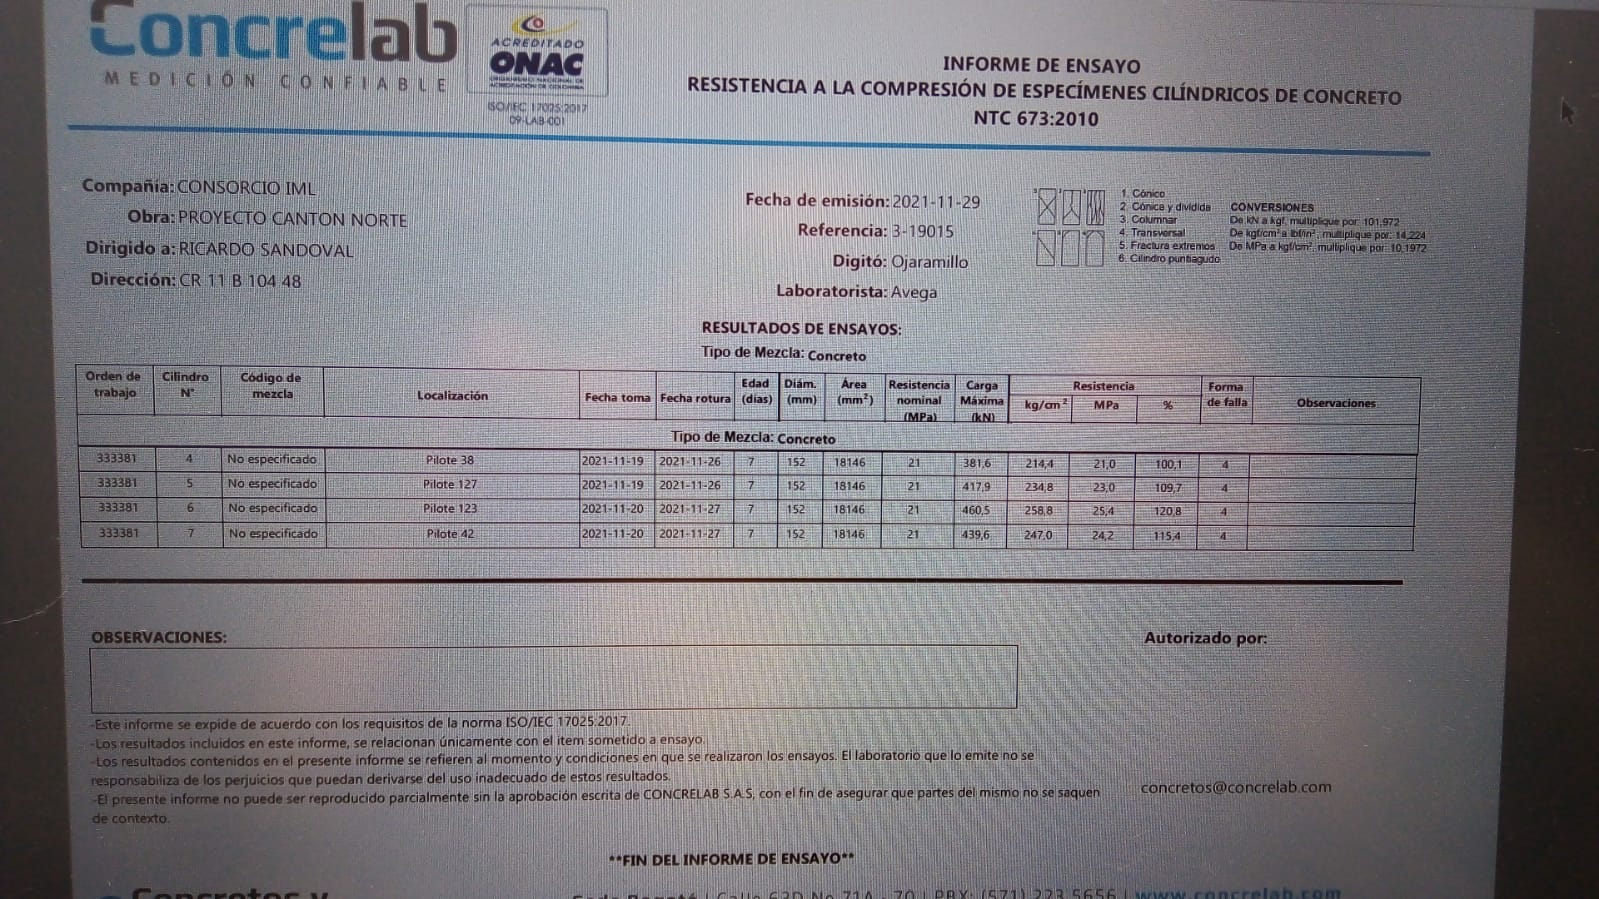 Concrelab
MEDICIÓN CONFIABLE
ACREDITADO
ONAC
ISO/IEC 17025:2017
09-LAB-001
INFORME DE ENSAYO
RESISTENCIA A LA COMPRESIÓN DE ESPECÍMENES CILÍNDRICOS DE CONCRETO
NTC 673:2010
Compañía: CONSORCIO IML
Obra: PROYECTO CANTON NORTE
Dirigido a: RICARDO SANDOVAL
Dirección: CR 11 B 104 48
Fecha de emisión: 2021-11-29
Referencia: 3-19015
Digitó: Ojaramillo
Laboratorista: Avega
1. Cónico
2. Cónica y dividida
3. Columnar
4. Transversal
5. Fractura extremos
6. Cilindro puntiagudo
CONVERSIONES
De kN a kgf, multiplique por: 101,972
De kgf/cm² a lbf/in², multiplique por: 14,224
De MPa a kgf/cm², multiplique por: 10,1972
RESULTADOS DE ENSAYOS:
Tipo de Mezcla: Concreto
Orden de trabajo Cilindro N° Código de mezcla Localización Fecha toma Fecha rotura Edad (días) Diám. (mm) Área (mm²) Resistencia nominal (MPa) Carga Máxima (kN) Resistencia kg/cm² MPa % Forma de falla Observaciones
Tipo de Mezcla: Concreto
333381 4 No especificado Pilote 38 2021-11-19 2021-11-26 7 152 18146 21 381,6 214,4 21,0 100,1 4
333381 5 No especificado Pilote 127 2021-11-19 2021-11-26 7 152 18146 21 417,9 234,8 23,0 109,7 4
333381 6 No especificado Pilote 123 2021-11-20 2021-11-27 7 152 18146 21 460,5 258,8 25,4 120,8 4
333381 7 No especificado Pilote 42 2021-11-20 2021-11-27 7 152 18146 21 439,6 247,0 24,2 115,4 4
OBSERVACIONES:
Autorizado por:
-Este informe se expide de acuerdo con los requisitos de la norma ISO/IEC 17025:2017.
-Los resultados incluidos en este informe, se relacionan únicamente con el item sometido a ensayo.
-Los resultados contenidos en el presente informe se refieren al momento y condiciones en que se realizaron los ensayos. El laboratorio que lo emite no se
responsabiliza de los perjuicios que puedan derivarse del uso inadecuado de estos resultados.
-El presente informe no puede ser reproducido parcialmente sin la aprobación escrita de CONCRELAB S.A.S, con el fin de asegurar que partes del mismo no se saquen
de contexto.
concretos@concrelab.com
**FIN DEL INFORME DE ENSAYO**
Concretos y
Calle 63D No 71A - 70 | PBX: (571) 223 5656 | www.concrelab.com